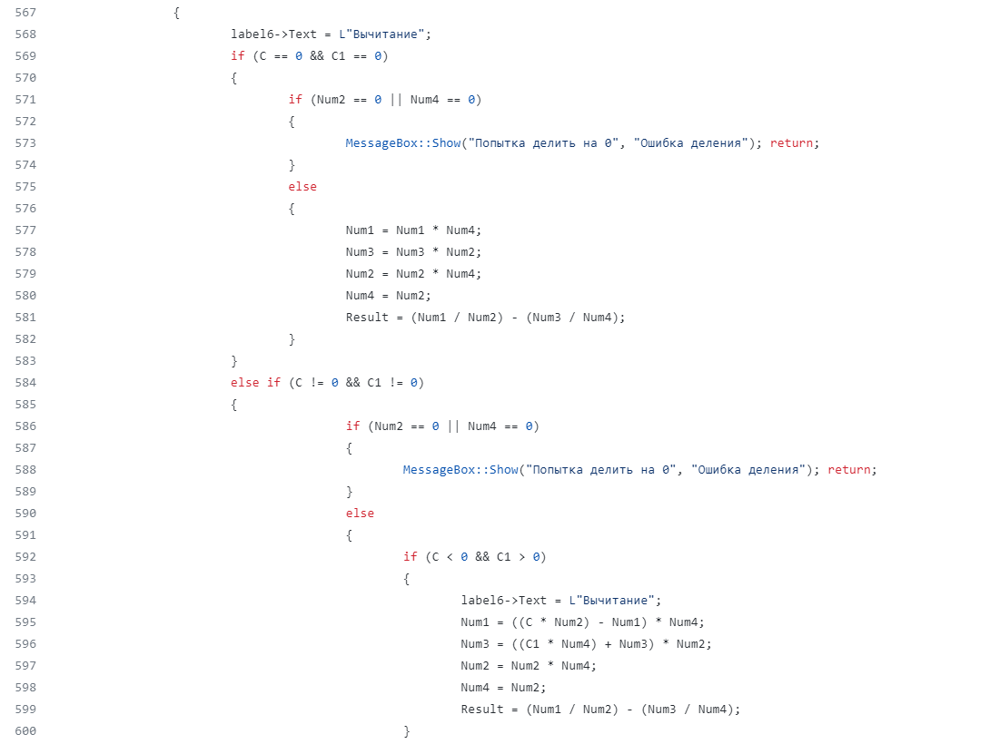 567 {
568 label6->Text = L"Вычитание";
569 if (C == 0 && C1 == 0)
570 {
571 if (Num2 == 0 || Num4 == 0)
572 {
573 MessageBox::Show("Попытка делить на 0", "Ошибка деления"); return;
574 }
575 else
576 {
577 Num1 = Num1 * Num4;
578 Num3 = Num3 * Num2;
579 Num2 = Num2 * Num4;
580 Num4 = Num2;
581 Result = (Num1 / Num2) - (Num3 / Num4);
582 }
583 }
584 else if (C != 0 && C1 != 0)
585 {
586 if (Num2 == 0 || Num4 == 0)
587 {
588 MessageBox::Show("Попытка делить на 0", "Ошибка деления"); return;
589 }
590 else
591 {
592 if (C < 0 && C1 > 0)
593 {
594 label6->Text = L"Вычитание";
595 Num1 = ((C * Num2) - Num1) * Num4;
596 Num3 = ((C1 * Num4) + Num3) * Num2;
597 Num2 = Num2 * Num4;
598 Num4 = Num2;
599 Result = (Num1 / Num2) - (Num3 / Num4);
600 }